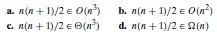 a. n(n + 1)/2 ∈ O(n³) b. n(n + 1)/2 ∈ O(n²)
c. n(n + 1)/2 ∈ Θ(n³) d. n(n + 1)/2 ∈ Ω(n)